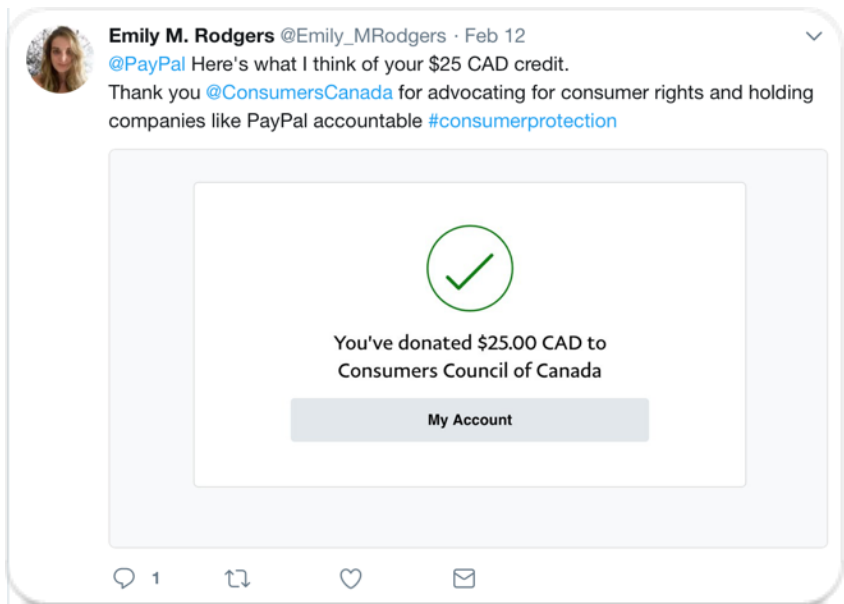 Emily M. Rodgers @Emily_MRodgers · Feb 12
@PayPal Here's what I think of your $25 CAD credit.
Thank you @ConsumersCanada for advocating for consumer rights and holding
companies like PayPal accountable #consumerprotection
You've donated $25.00 CAD to
Consumers Council of Canada
My Account
1